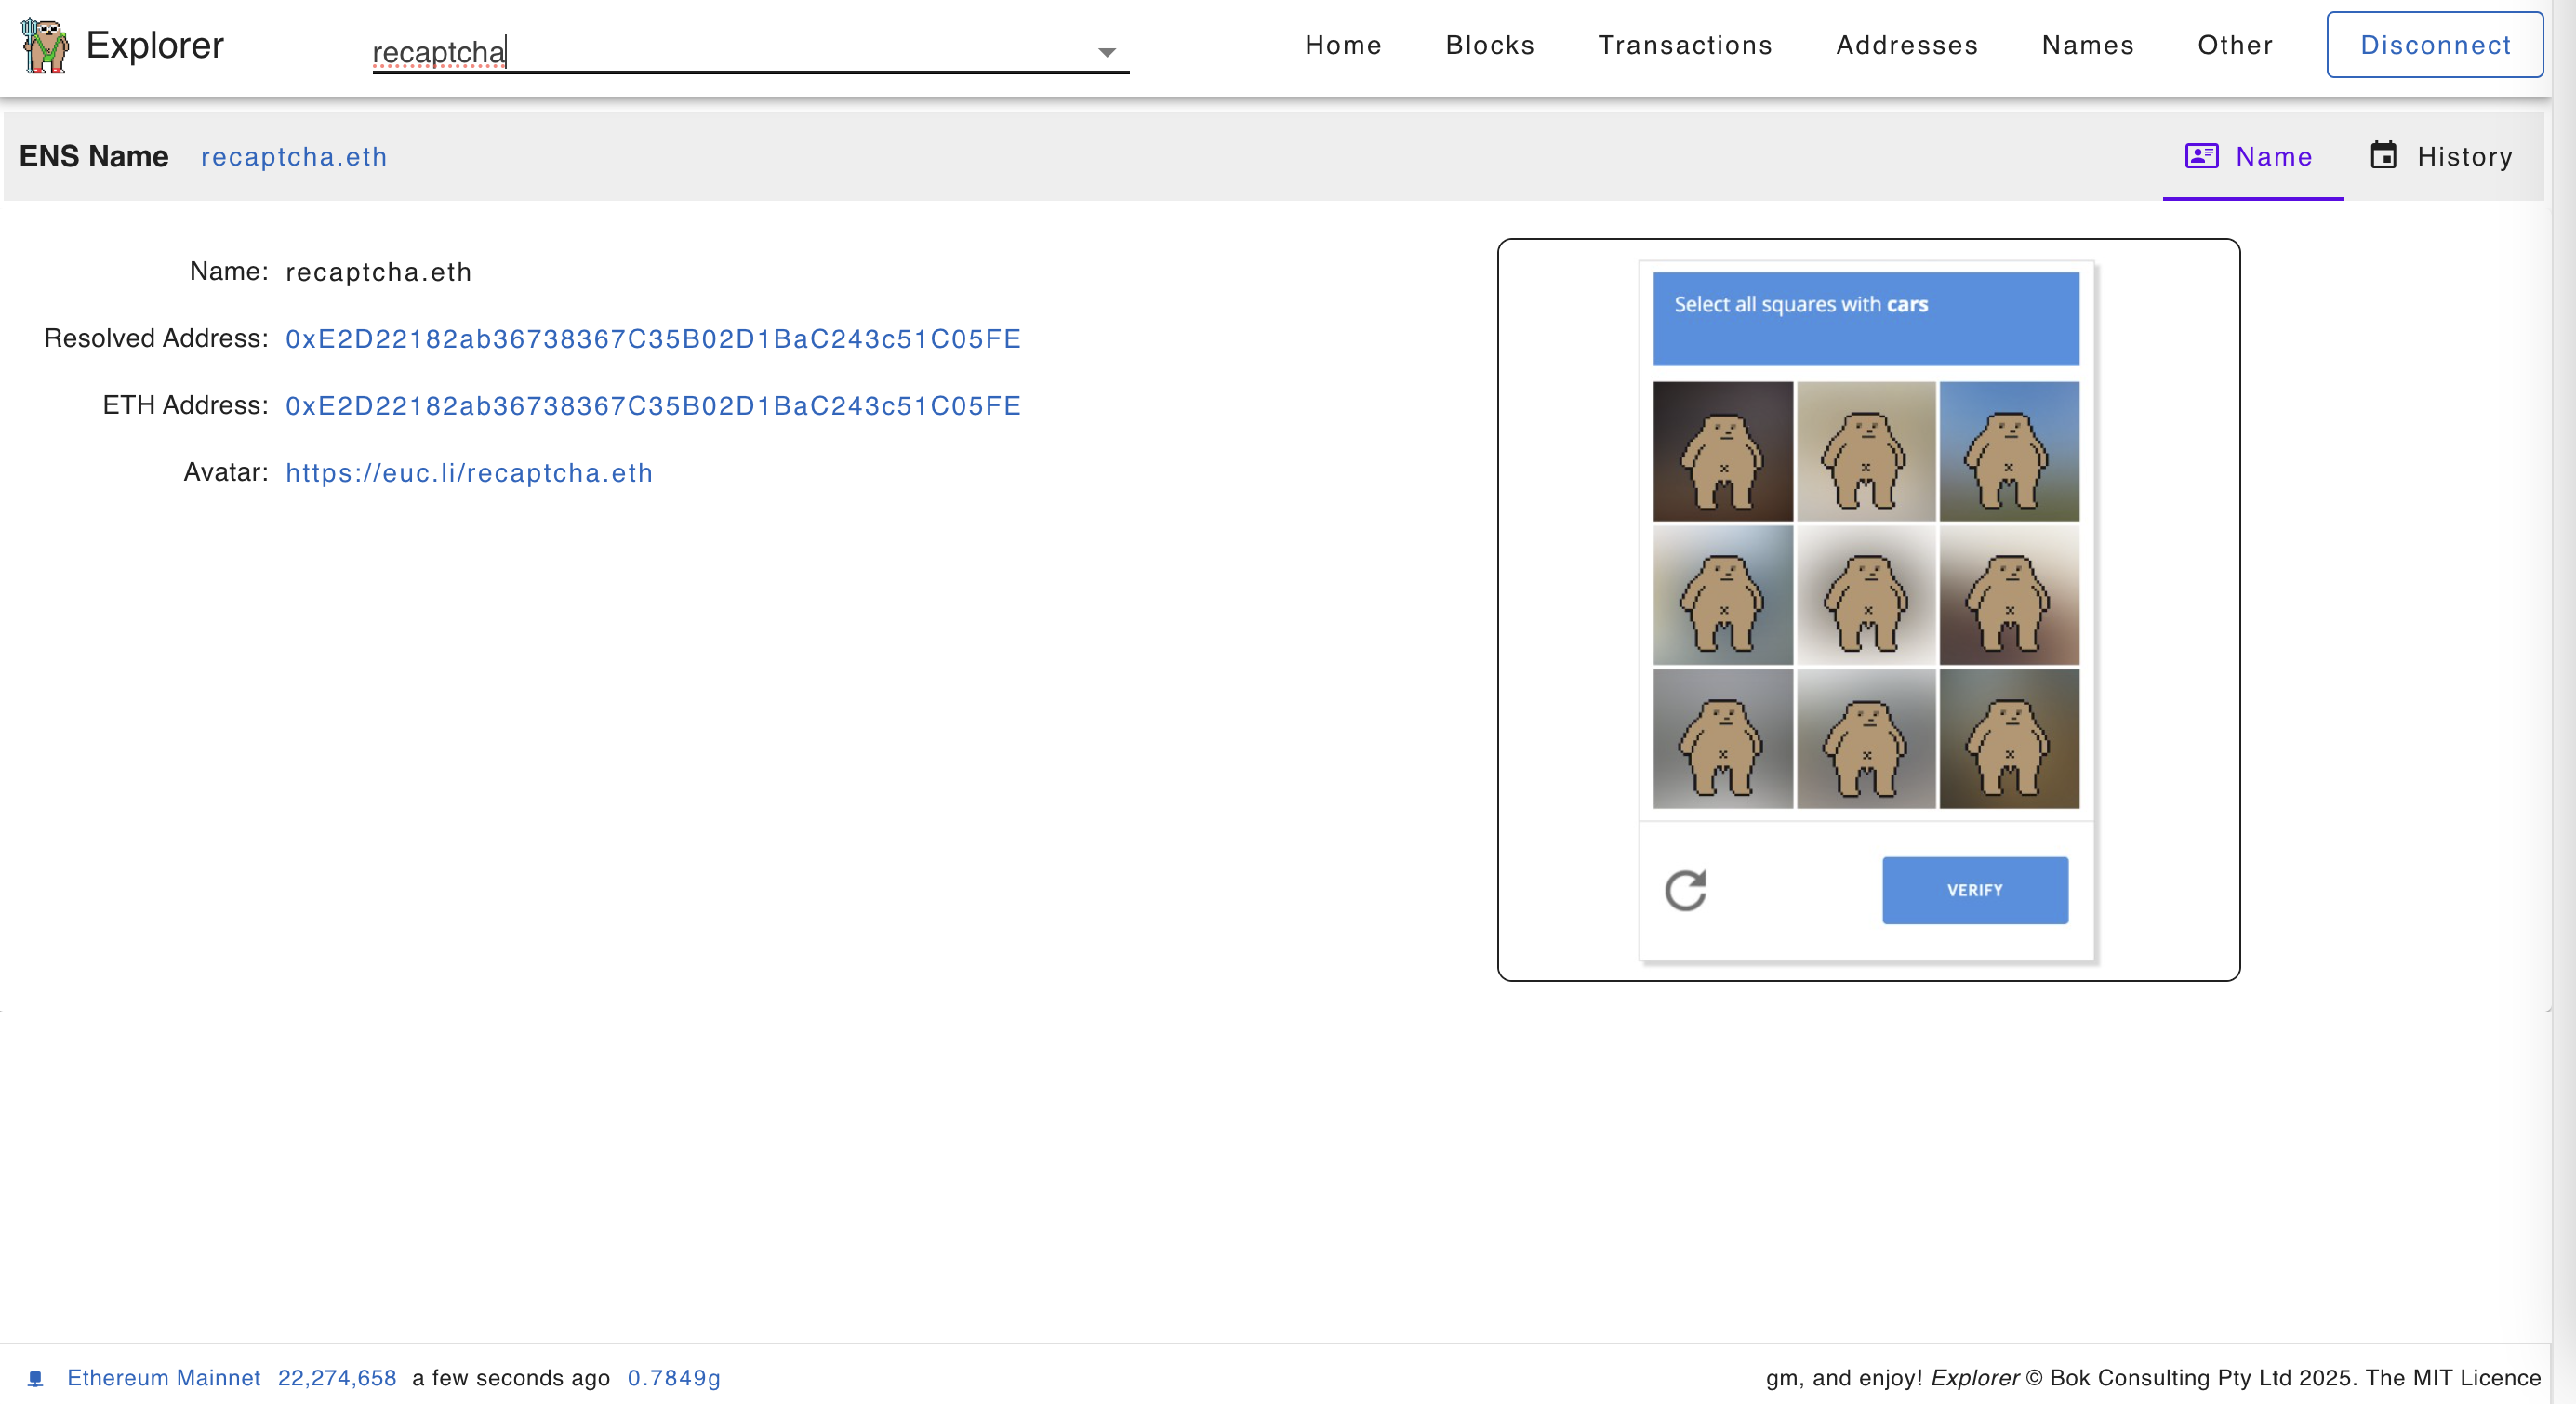 Explorer
recaptcha
Home Blocks Transactions Addresses Names Other Disconnect
ENS Name recaptcha.eth
Name History
Name: recaptcha.eth
Resolved Address: 0xE2D22182ab36738367C35B02D1BaC243c51C05FE
ETH Address: 0xE2D22182ab36738367C35B02D1BaC243c51C05FE
Avatar: https://euc.li/recaptcha.eth
Select all squares with cars
VERIFY
Ethereum Mainnet 22,274,658 a few seconds ago 0.7849g
gm, and enjoy! Explorer © Bok Consulting Pty Ltd 2025. The MIT Licence